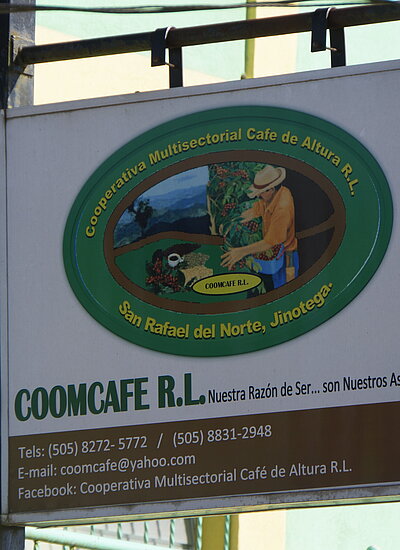 Cooperativa Multisectorial Cafe de Altura R.L.
COOMCAFE R.L.
San Rafael del Norte, Jinotega.
COOMCAFE R.L. Nuestra Razón de Ser... son Nuestros As
Tels: (505) 8272- 5772 / (505) 8831-2948
E-mail: coomcafe@yahoo.com
Facebook: Cooperativa Multisectorial Café de Altura R.L.